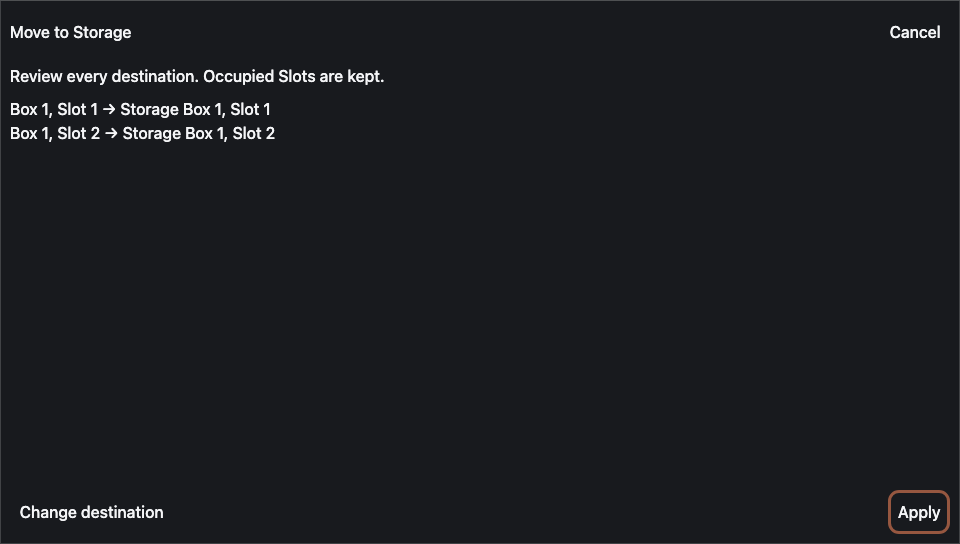 Move to Storage
Cancel
Review every destination. Occupied Slots are kept.
Box 1, Slot 1 → Storage Box 1, Slot 1
Box 1, Slot 2 → Storage Box 1, Slot 2
Change destination
Apply